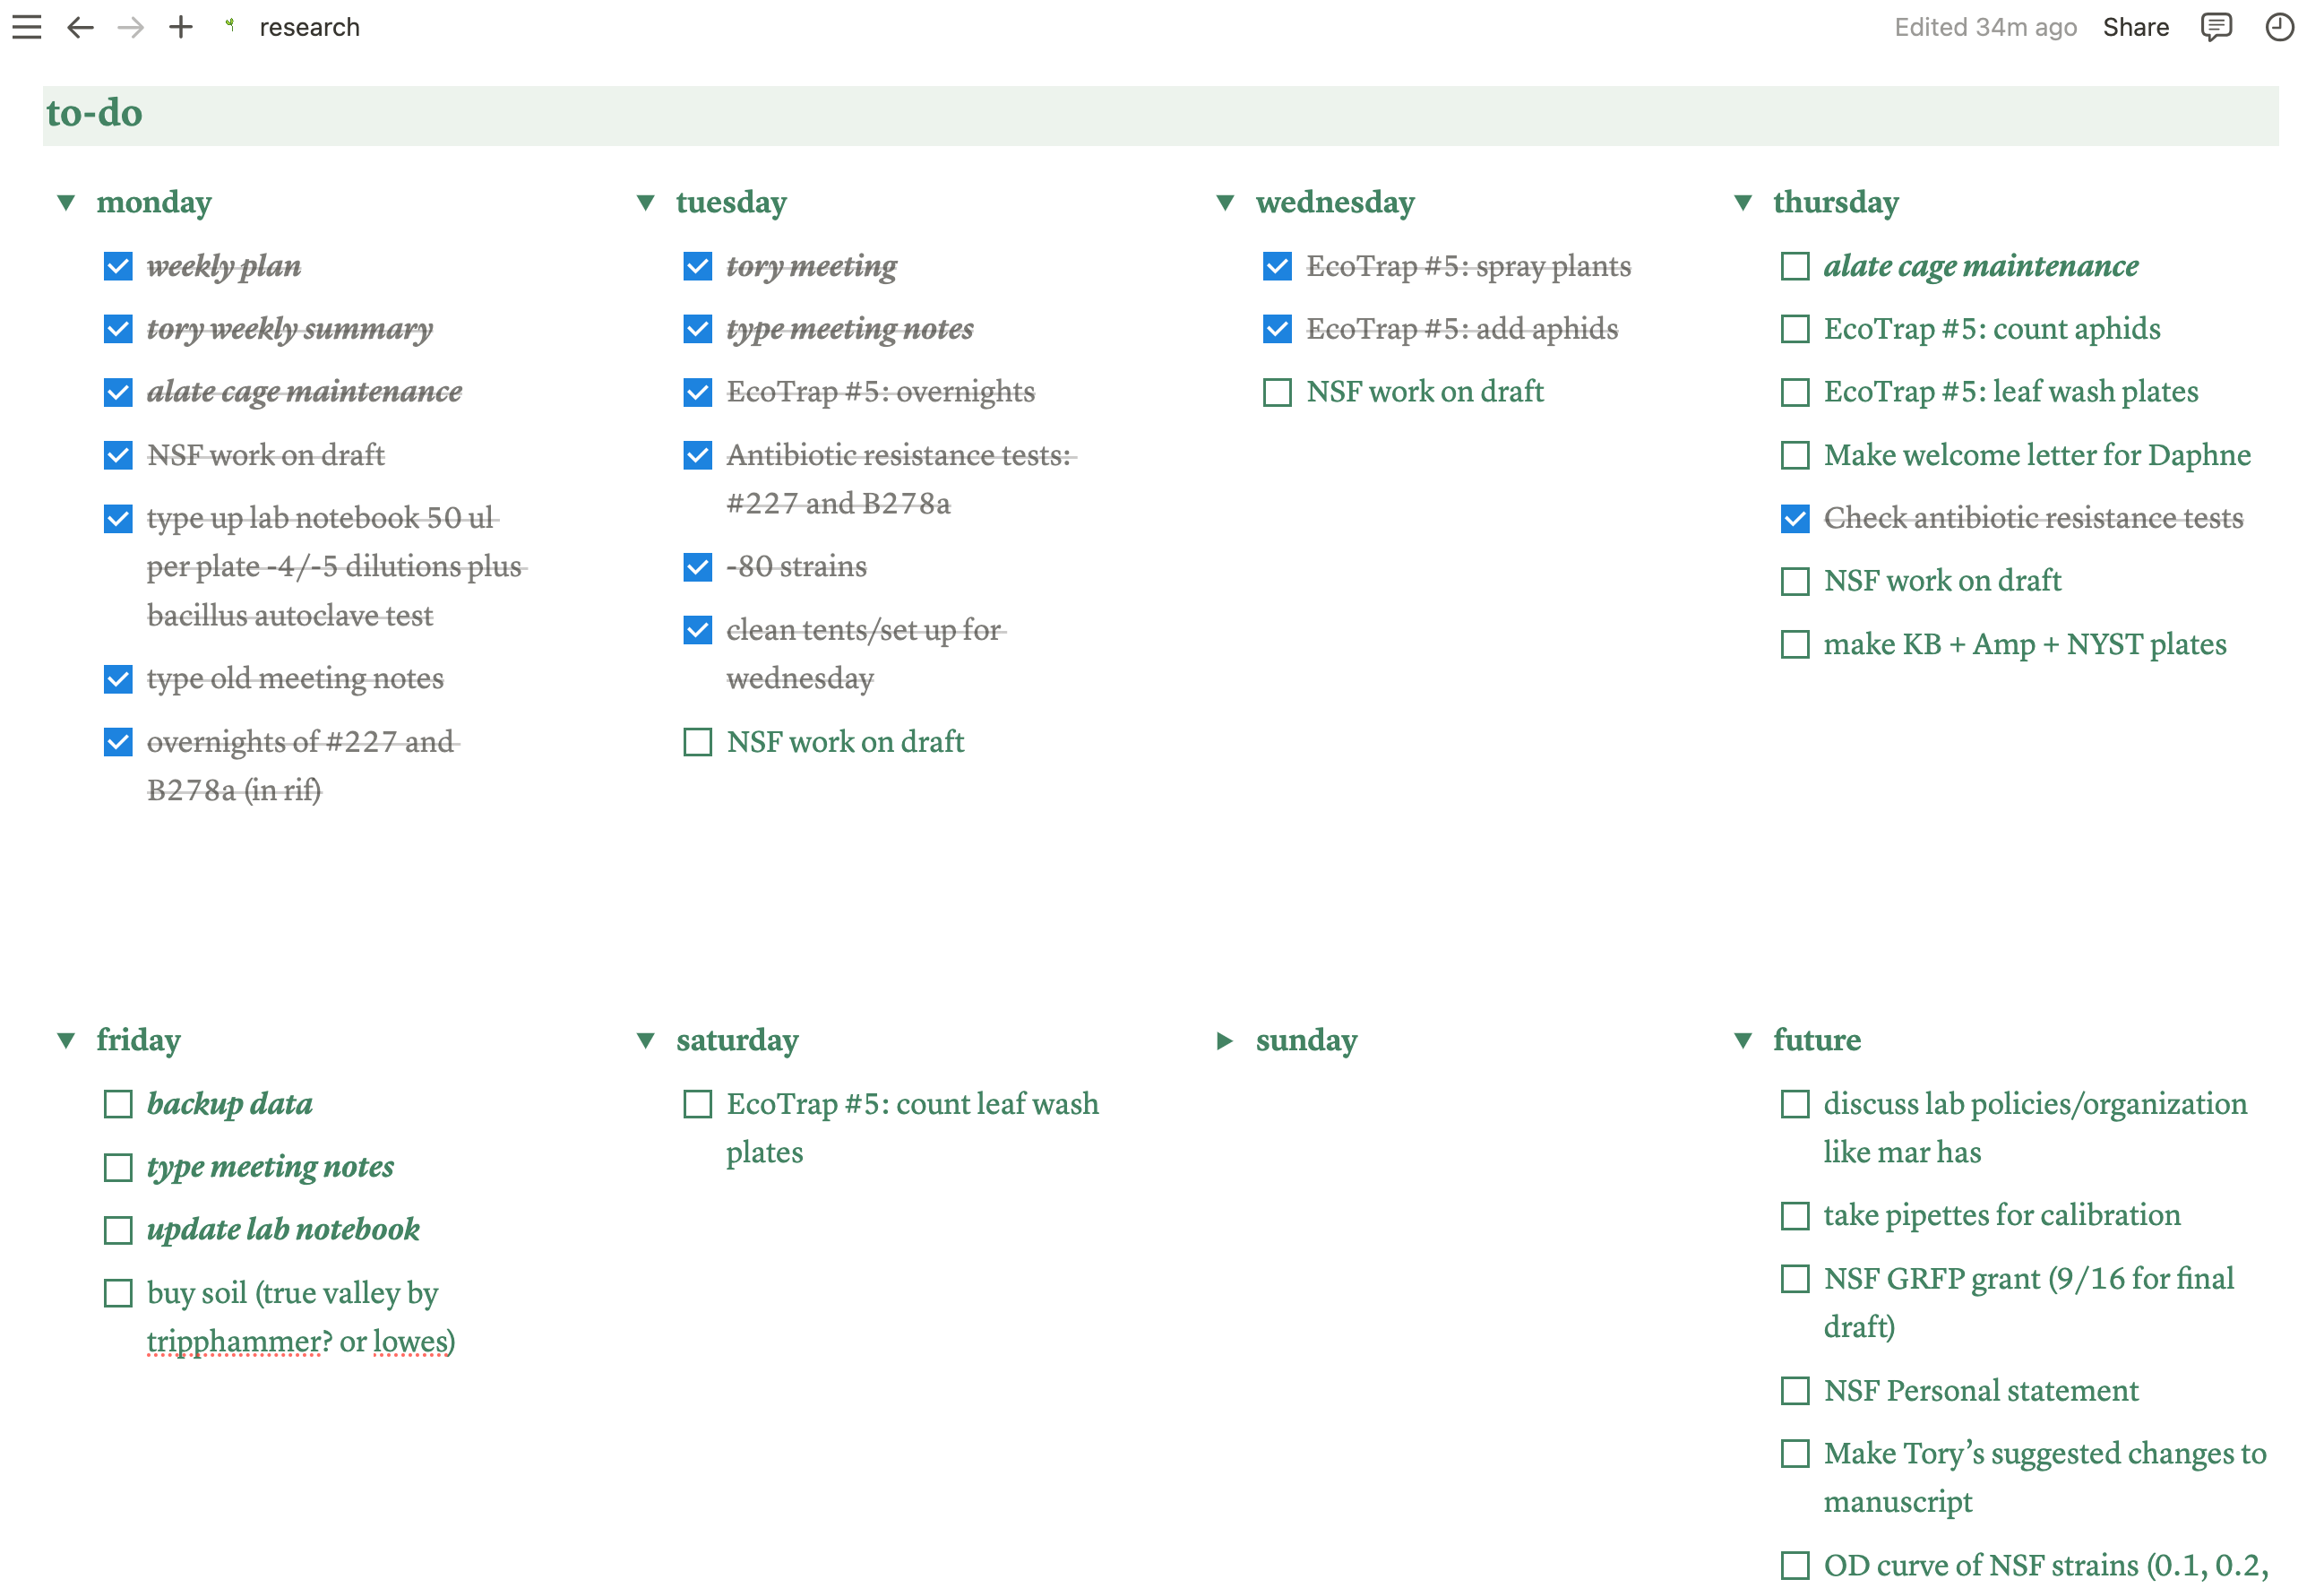 research
Edited 34m ago
Share
to-do
monday
weekly plan
tory weekly summary
alate cage maintenance
NSF work on draft
type up lab notebook 50 ul
per plate -4/-5 dilutions plus
bacillus autoclave test
type old meeting notes
overnights of #227 and
B278a (in rif)
tuesday
tory meeting
type meeting notes
EcoTrap #5: overnights
Antibiotic resistance tests:
#227 and B278a
-80 strains
clean tents/set up for
wednesday
NSF work on draft
wednesday
EcoTrap #5: spray plants
EcoTrap #5: add aphids
NSF work on draft
thursday
alate cage maintenance
EcoTrap #5: count aphids
EcoTrap #5: leaf wash plates
Make welcome letter for Daphne
Check antibiotic resistance tests
NSF work on draft
make KB + Amp + NYST plates
friday
backup data
type meeting notes
update lab notebook
buy soil (true valley by
tripphammer? or lowes)
saturday
EcoTrap #5: count leaf wash
plates
sunday
future
discuss lab policies/organization
like mar has
take pipettes for calibration
NSF GRFP grant (9/16 for final
draft)
NSF Personal statement
Make Tory’s suggested changes to
manuscript
OD curve of NSF strains (0.1, 0.2,